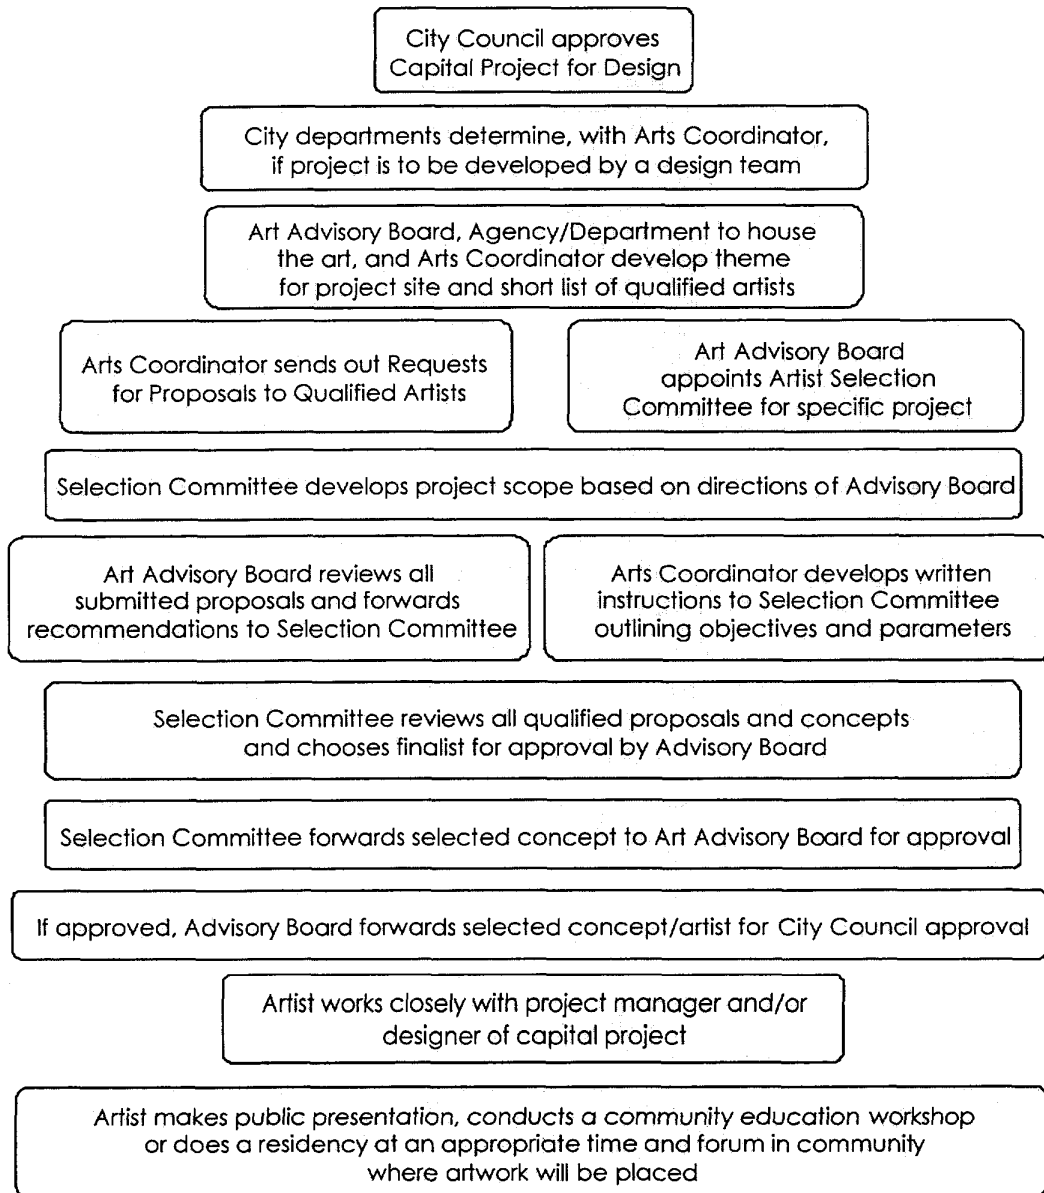 City Council approves
Capital Project for Design
City departments determine, with Arts Coordinator,
if project is to be developed by a design team
Art Advisory Board, Agency/Department to house
the art, and Arts Coordinator develop theme
for project site and short list of qualified artists
Arts Coordinator sends out Requests
for Proposals to Qualified Artists
Art Advisory Board
appoints Artist Selection
Committee for specific project
Selection Committee develops project scope based on directions of Advisory Board
Art Advisory Board reviews all
submitted proposals and forwards
recommendations to Selection Committee
Arts Coordinator develops written
instructions to Selection Committee
outlining objectives and parameters
Selection Committee reviews all qualified proposals and concepts
and chooses finalist for approval by Advisory Board
Selection Committee forwards selected concept to Art Advisory Board for approval
If approved, Advisory Board forwards selected concept/artist for City Council approval
Artist works closely with project manager and/or
designer of capital project
Artist makes public presentation, conducts a community education workshop
or does a residency at an appropriate time and forum in community
where artwork will be placed